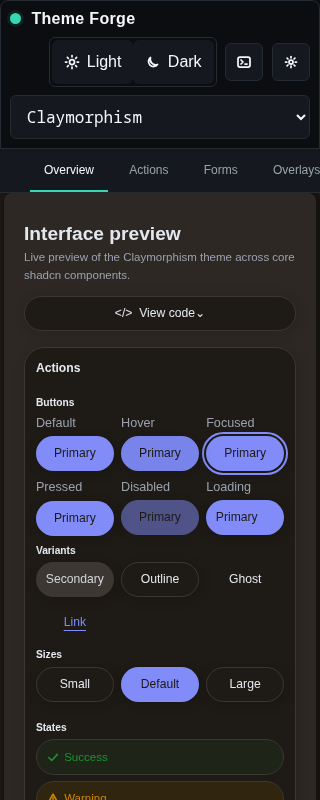 Theme Forge
Light
Dark
Claymorphism
Overview Actions Forms Overlays
Interface preview
Live preview of the Claymorphism theme across core
shadcn components.
</> View code
Actions
Buttons
Default Hover Focused
Primary Primary Primary
Pressed Disabled Loading
Primary Primary Primary
Variants
Secondary Outline Ghost
Link
Sizes
Small Default Large
States
Success
Warning